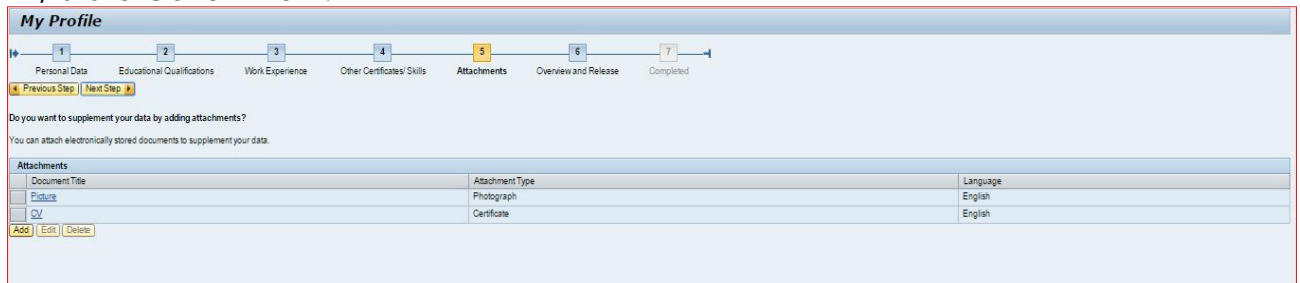 My Profile
1 2 3 4 5 6 7
Personal Data Educational Qualifications Work Experience Other Certificates/ Skills Attachments Overview and Release Completed
Previous Step Next Step
Do you want to supplement your data by adding attachments?
You can attach electronically stored documents to supplement your data.
Attachments
Document Title Attachment Type Language
Picture Photograph English
CV Certificate English
Add Edit Delete